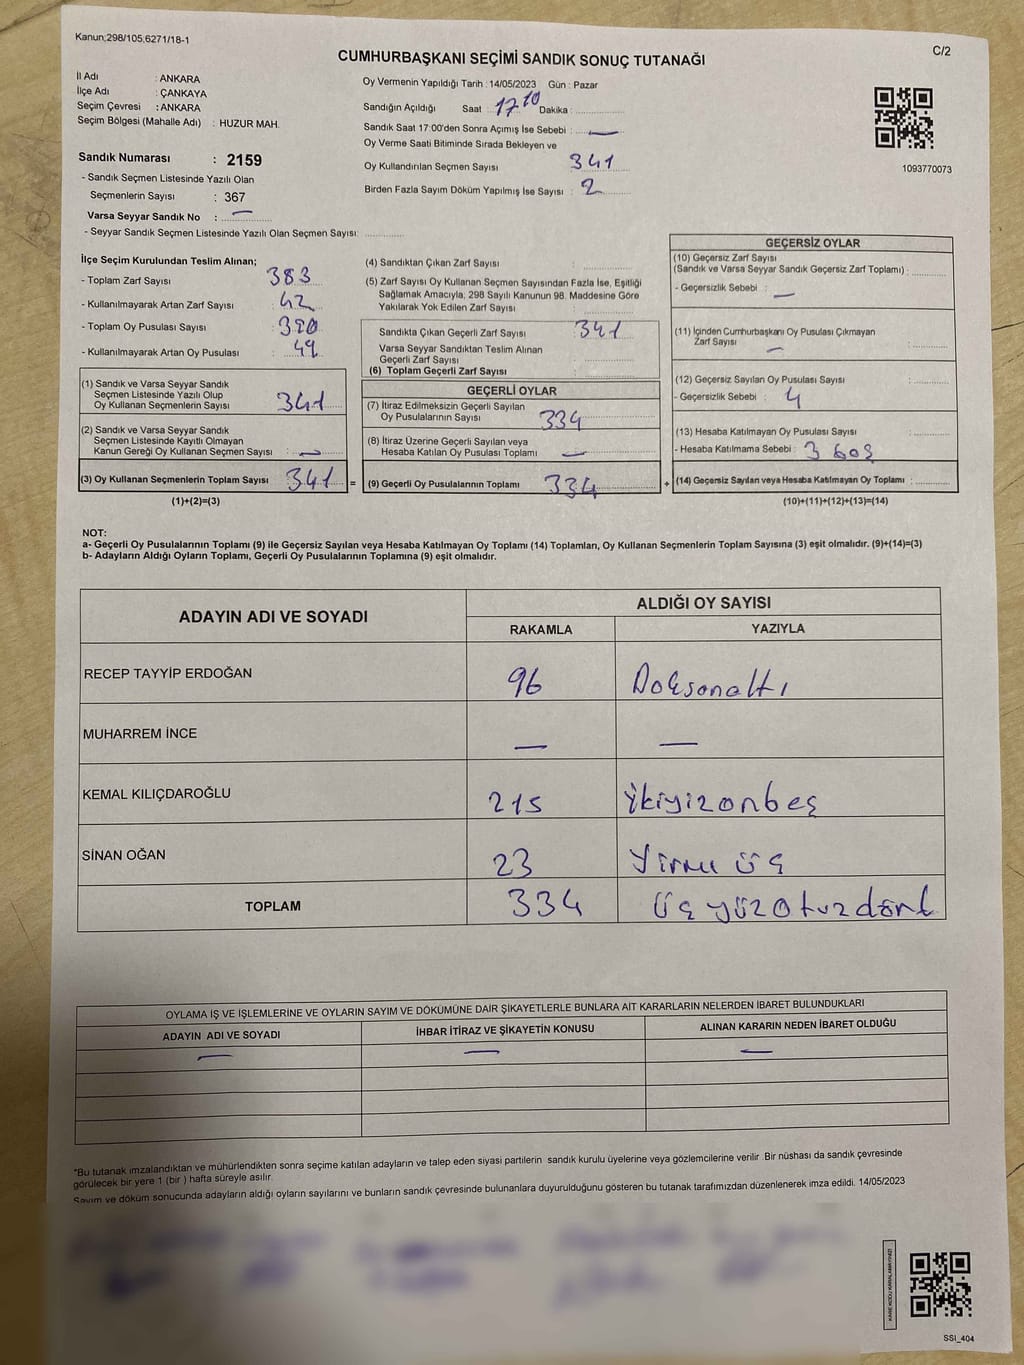 Kanun;298/105,6271/18-1
C/2
CUMHURBAŞKANI SEÇİMİ SANDIK SONUÇ TUTANAĞI
İl Adı : ANKARA
İlçe Adı : ÇANKAYA
Seçim Çevresi : ANKARA
Seçim Bölgesi (Mahalle Adı) : HUZUR MAH.
Sandık Numarası : 2159
- Sandık Seçmen Listesinde Yazılı Olan
Seçmenlerin Sayısı : 367
Varsa Seyyar Sandık No : —
- Seyyar Sandık Seçmen Listesinde Yazılı Olan Seçmen Sayısı:
Oy Vermenin Yapıldığı Tarih : 14/05/2023 Gün : Pazar
Sandığın Açıldığı Saat : 17 10 Dakika :
Sandık Saat 17:00'den Sonra Açımış İse Sebebi : —
Oy Verme Saati Bitiminde Sırada Bekleyen ve
Oy Kullandırılan Seçmen Sayısı 341
Birden Fazla Sayım Döküm Yapılmış İse Sayısı : 2
1093770073
İlçe Seçim Kurulundan Teslim Alınan;
- Toplam Zarf Sayısı : 383
- Kullanılmayarak Artan Zarf Sayısı : 42
- Toplam Oy Pusulası Sayısı : 390
- Kullanılmayarak Artan Oy Pusulası : 49
(1) Sandık ve Varsa Seyyar Sandık
Seçmen Listesinde Yazılı Olup
Oy Kullanan Seçmenlerin Sayısı : 341
(2) Sandık ve Varsa Seyyar Sandık
Seçmen Listesinde Kayıtlı Olmayan
Kanun Gereği Oy Kullanan Seçmen Sayısı : —
(3) Oy Kullanan Seçmenlerin Toplam Sayısı : 341 =
(1)+(2)=(3)
(4) Sandıktan Çıkan Zarf Sayısı :
(5) Zarf Sayısı Oy Kullanan Seçmen Sayısından Fazla İse, Eşitliği
Sağlamak Amacıyla, 298 Sayılı Kanunun 98. Maddesine Göre
Yakılarak Yok Edilen Zarf Sayısı :
Sandıkta Çıkan Geçerli Zarf Sayısı : 341
Varsa Seyyar Sandıktan Teslim Alınan
Geçerli Zarf Sayısı :
(6) Toplam Geçerli Zarf Sayısı :
GEÇERLİ OYLAR
(7) İtiraz Edilmeksizin Geçerli Sayılan
Oy Pusulalarının Sayısı : 334
(8) İtiraz Üzerine Geçerli Sayılan veya
Hesaba Katılan Oy Pusulası Toplamı : —
(9) Geçerli Oy Pusulalarının Toplamı : 334 +
GEÇERSİZ OYLAR
(10) Geçersiz Zarf Sayısı
(Sandık ve Varsa Seyyar Sandık Geçersiz Zarf Toplamı) :
- Geçersizlik Sebebi : —
(11) İçinden Cumhurbaşkanı Oy Pusulası Çıkmayan
Zarf Sayısı — :
(12) Geçersiz Sayılan Oy Pusulası Sayısı :
- Geçersizlik Sebebi : 4
(13) Hesaba Katılmayan Oy Pusulası Sayısı :
- Hesaba Katılmama Sebebi : 3 boş
(14) Geçersiz Sayılan veya Hesaba Katılmayan Oy Toplamı :
(10)+(11)+(12)+(13)=(14)
NOT:
a- Geçerli Oy Pusulalarının Toplamı (9) ile Geçersiz Sayılan veya Hesaba Katılmayan Oy Toplamı (14) Toplamları, Oy Kullanan Seçmenlerin Toplam Sayısına (3) eşit olmalıdır. (9)+(14)=(3)
b- Adayların Aldığı Oyların Toplamı, Geçerli Oy Pusulalarının Toplamına (9) eşit olmalıdır.
ADAYIN ADI VE SOYADI ALDIĞI OY SAYISI
RAKAMLA YAZIYLA
RECEP TAYYİP ERDOĞAN 96 Doksanaltı
MUHARREM İNCE — —
KEMAL KILIÇDAROĞLU 215 ikiyüzonbeş
SİNAN OĞAN 23 Yirmi üç
TOPLAM 334 üç yüzotuzdört
OYLAMA İŞ VE İŞLEMLERİNE VE OYLARIN SAYIM VE DÖKÜMÜNE DAİR ŞİKAYETLERLE BUNLARA AİT KARARLARIN NELERDEN İBARET BULUNDUKLARI
ADAYIN ADI VE SOYADI İHBAR İTİRAZ VE ŞİKAYETİN KONUSU ALINAN KARARIN NEDEN İBARET OLDUĞU
— — —
*Bu tutanak imzalandıktan ve mühürlendikten sonra seçime katılan adayların ve talep eden siyasi partilerin sandık kurulu üyelerine veya gözlemcilerine verilir. Bir nüshası da sandık çevresinde
görülecek bir yere 1 (bir ) hafta süreyle asılır.
Sayım ve döküm sonucunda adayların aldığı oyların sayılarını ve bunların sandık çevresinde bulunanlara duyurulduğunu gösteren bu tutanak tarafımızdan düzenlenerek imza edildi. 14/05/2023
KARE KODU KARALAMAYINIZ!
SSI_404